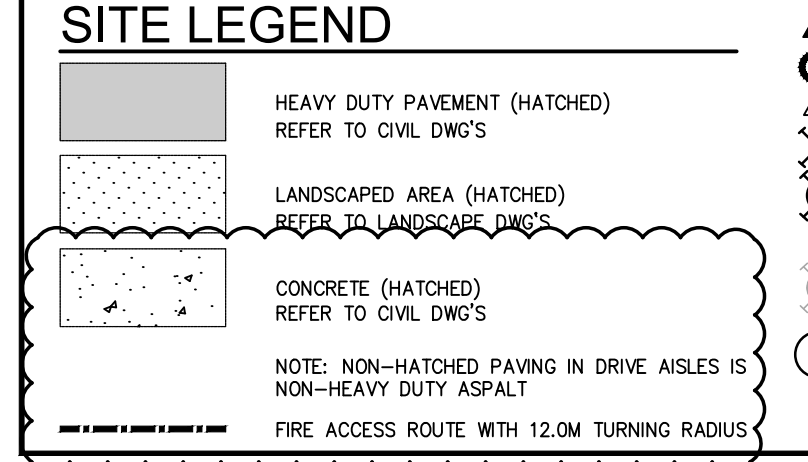 SITE LEGEND
HEAVY DUTY PAVEMENT (HATCHED)
REFER TO CIVIL DWG'S
LANDSCAPED AREA (HATCHED)
REFER TO LANDSCAPE DWG'S
CONCRETE (HATCHED)
REFER TO CIVIL DWG'S
NOTE: NON-HATCHED PAVING IN DRIVE AISLES IS
NON-HEAVY DUTY ASPALT
FIRE ACCESS ROUTE WITH 12.0M TURNING RADIUS